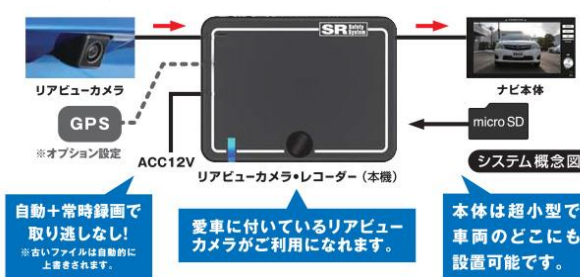 SR Safety System
リアビューカメラ
GPS
※オプション設定
ACC12V
リアビューカメラ・レコーダー（本機）
ナビ本体
micro SD
システム概念図
自動＋常時録画で
取り逃しなし!
※古いファイルは自動的に
上書きされます。
愛車に付いているリアビュー
カメラがご利用になれます。
本体は超小型で
車両のどこにも
設置可能です。